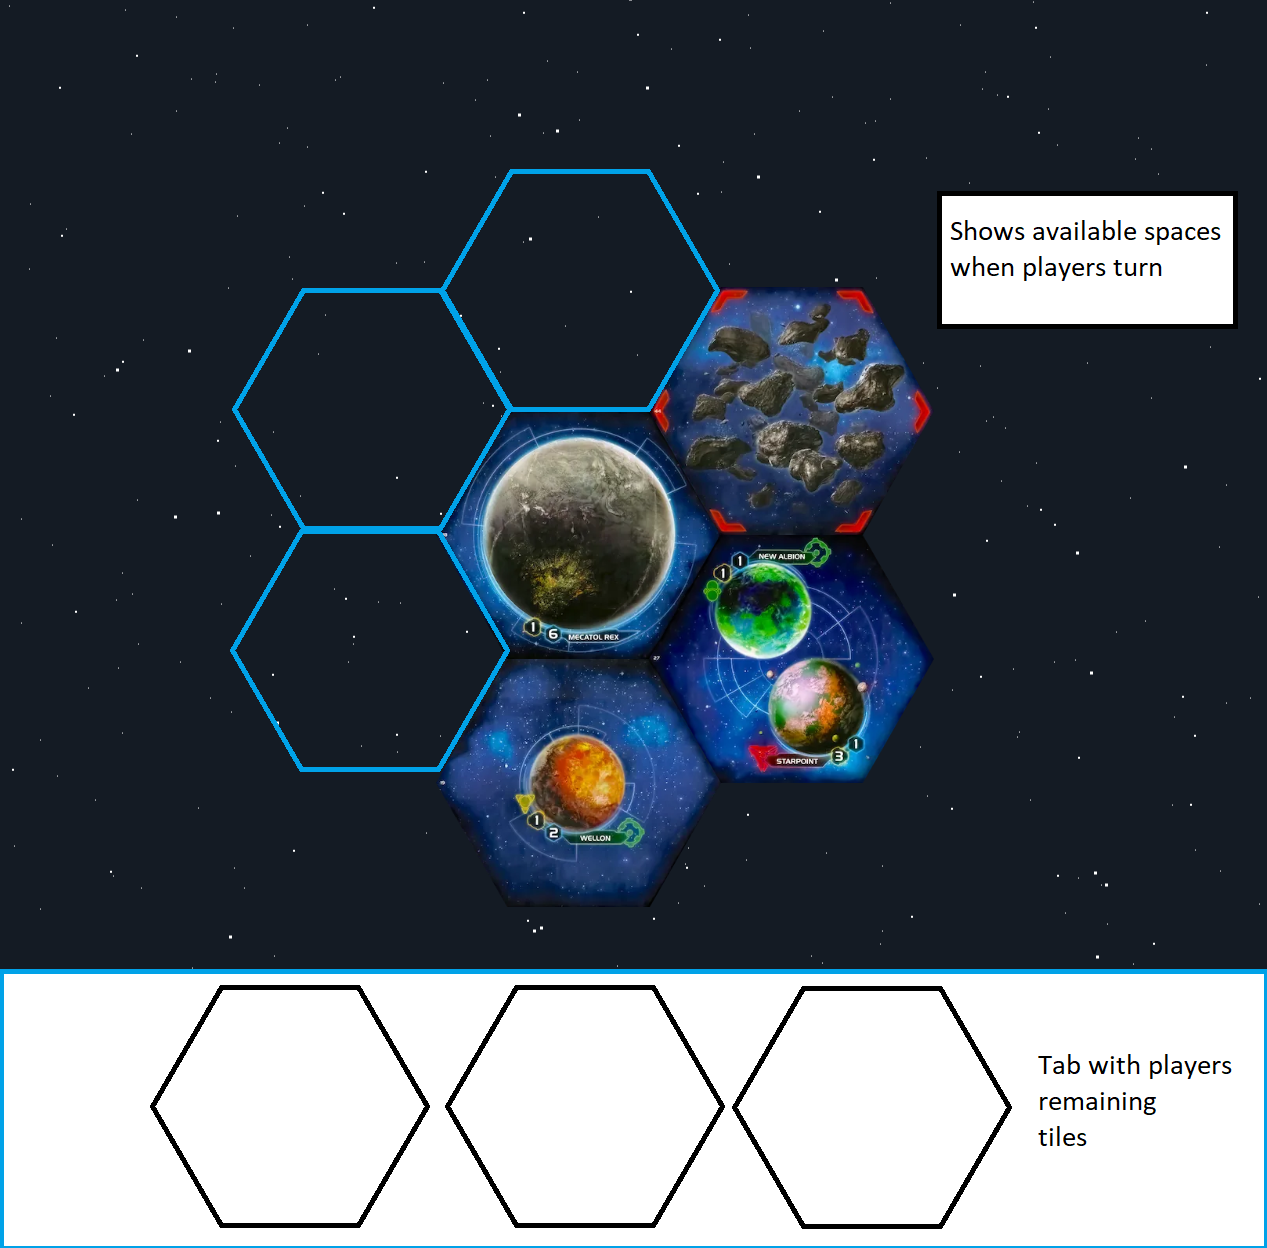 Shows available spaces
when players turn
NEW ALBION
1
1
1
6
MECATOL REX
27
STARPOINT
3
1
1
2
WELLON
Tab with players
remaining
tiles